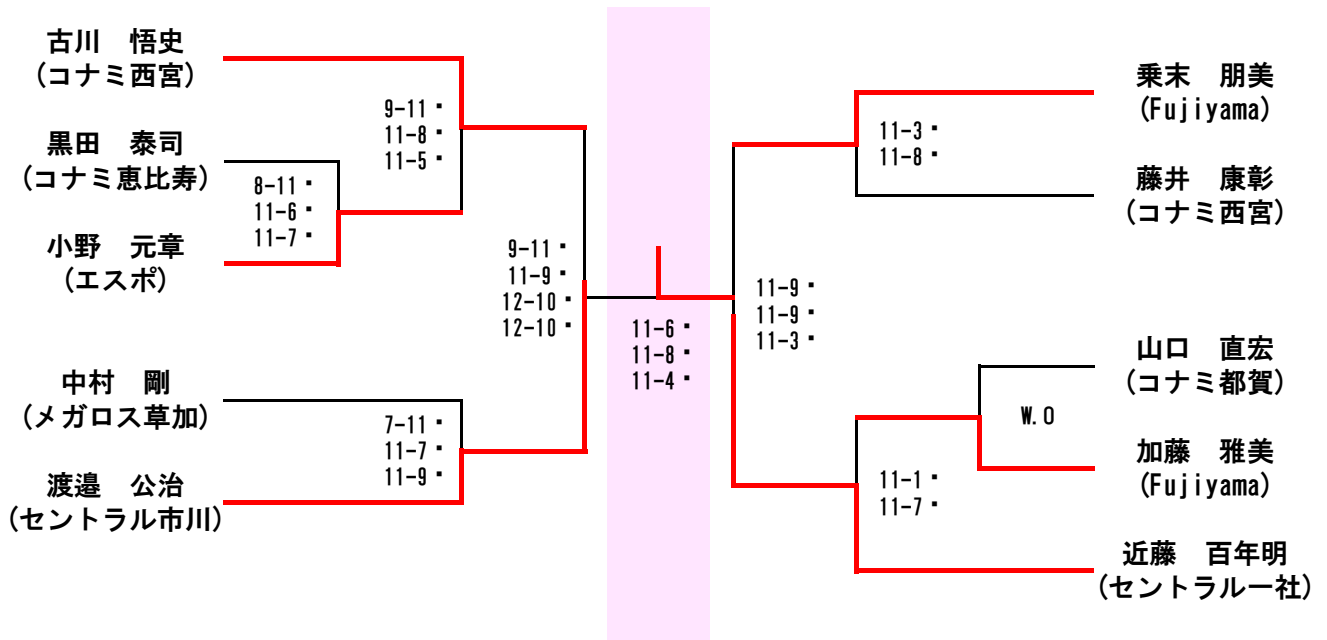 古川　悟史
(コナミ西宮)
9-11・
11-8・
11-5・
黒田　泰司
(コナミ恵比寿)
8-11・
11-6・
11-7・
小野　元章
(エスポ)
9-11・
11-9・
12-10・
12-10・
中村　剛
(メガロス草加)
7-11・
11-7・
11-9・
渡邉　公治
(セントラル市川)
11-6・
11-8・
11-4・
乗末　朋美
(Fujiyama)
11-3・
11-8・
藤井　康彰
(コナミ西宮)
11-9・
11-9・
11-3・
山口　直宏
(コナミ都賀)
W.O
加藤　雅美
(Fujiyama)
11-1・
11-7・
近藤　百年明
(セントラル一社)